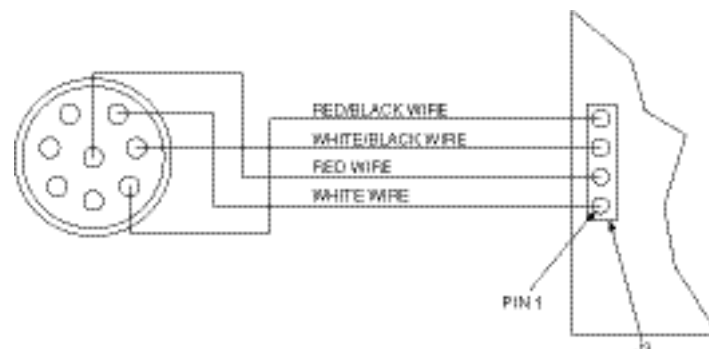 RED/BLACK WIRE
WHITE/BLACK WIRE
RED WIRE
WHITE WIRE
PIN 1